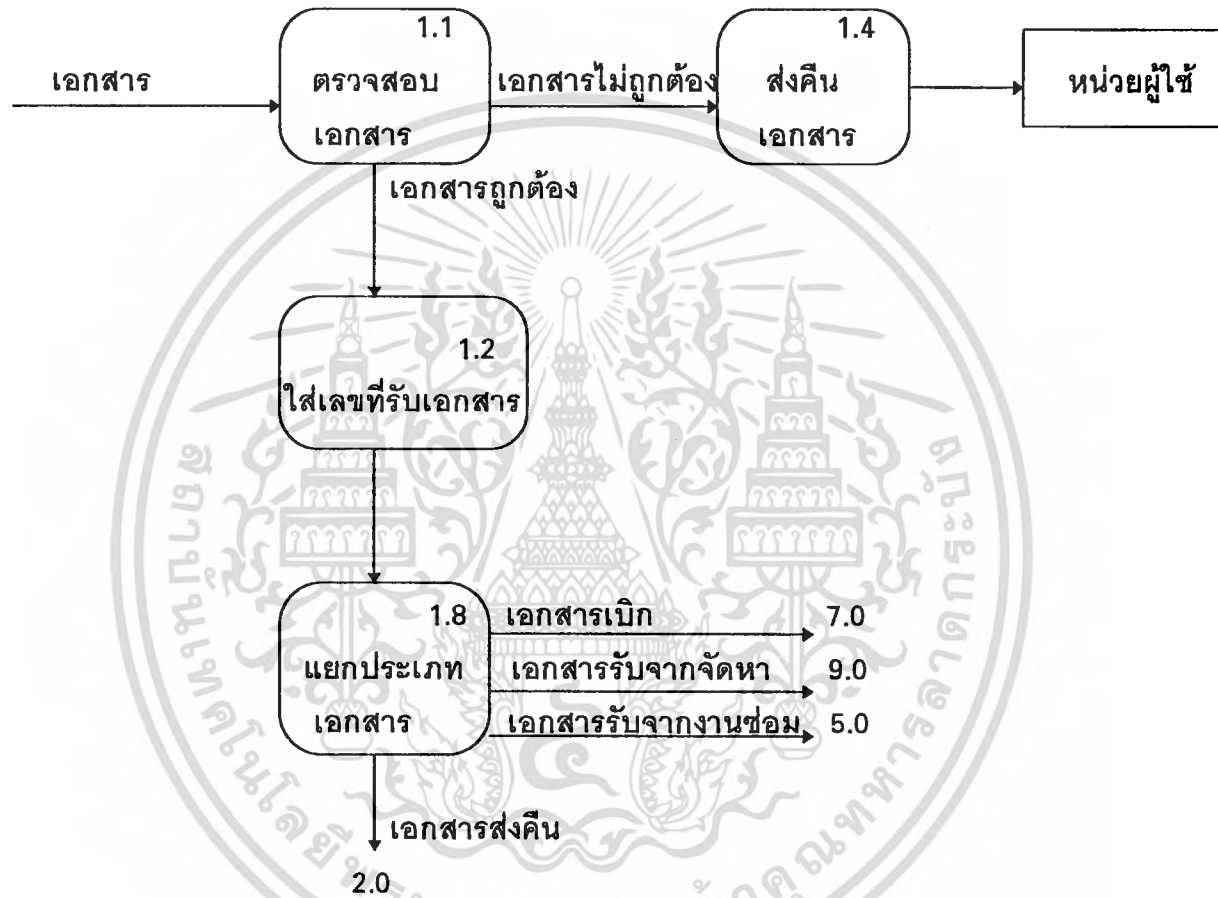 1.1
1.4
เอกสาร
ตรวจสอบ
เอกสาร
เอกสารไม่ถูกต้อง
ส่งคืน
เอกสาร
หน่วยผู้ใช้
เอกสารถูกต้อง
1.2
ใส่เลขที่รับเอกสาร
1.8
แยกประเภท
เอกสาร
เอกสารเบิก
7.0
เอกสารรับจากจัดหา
9.0
เอกสารรับจากงานซ่อม
5.0
เอกสารส่งคืน
2.0